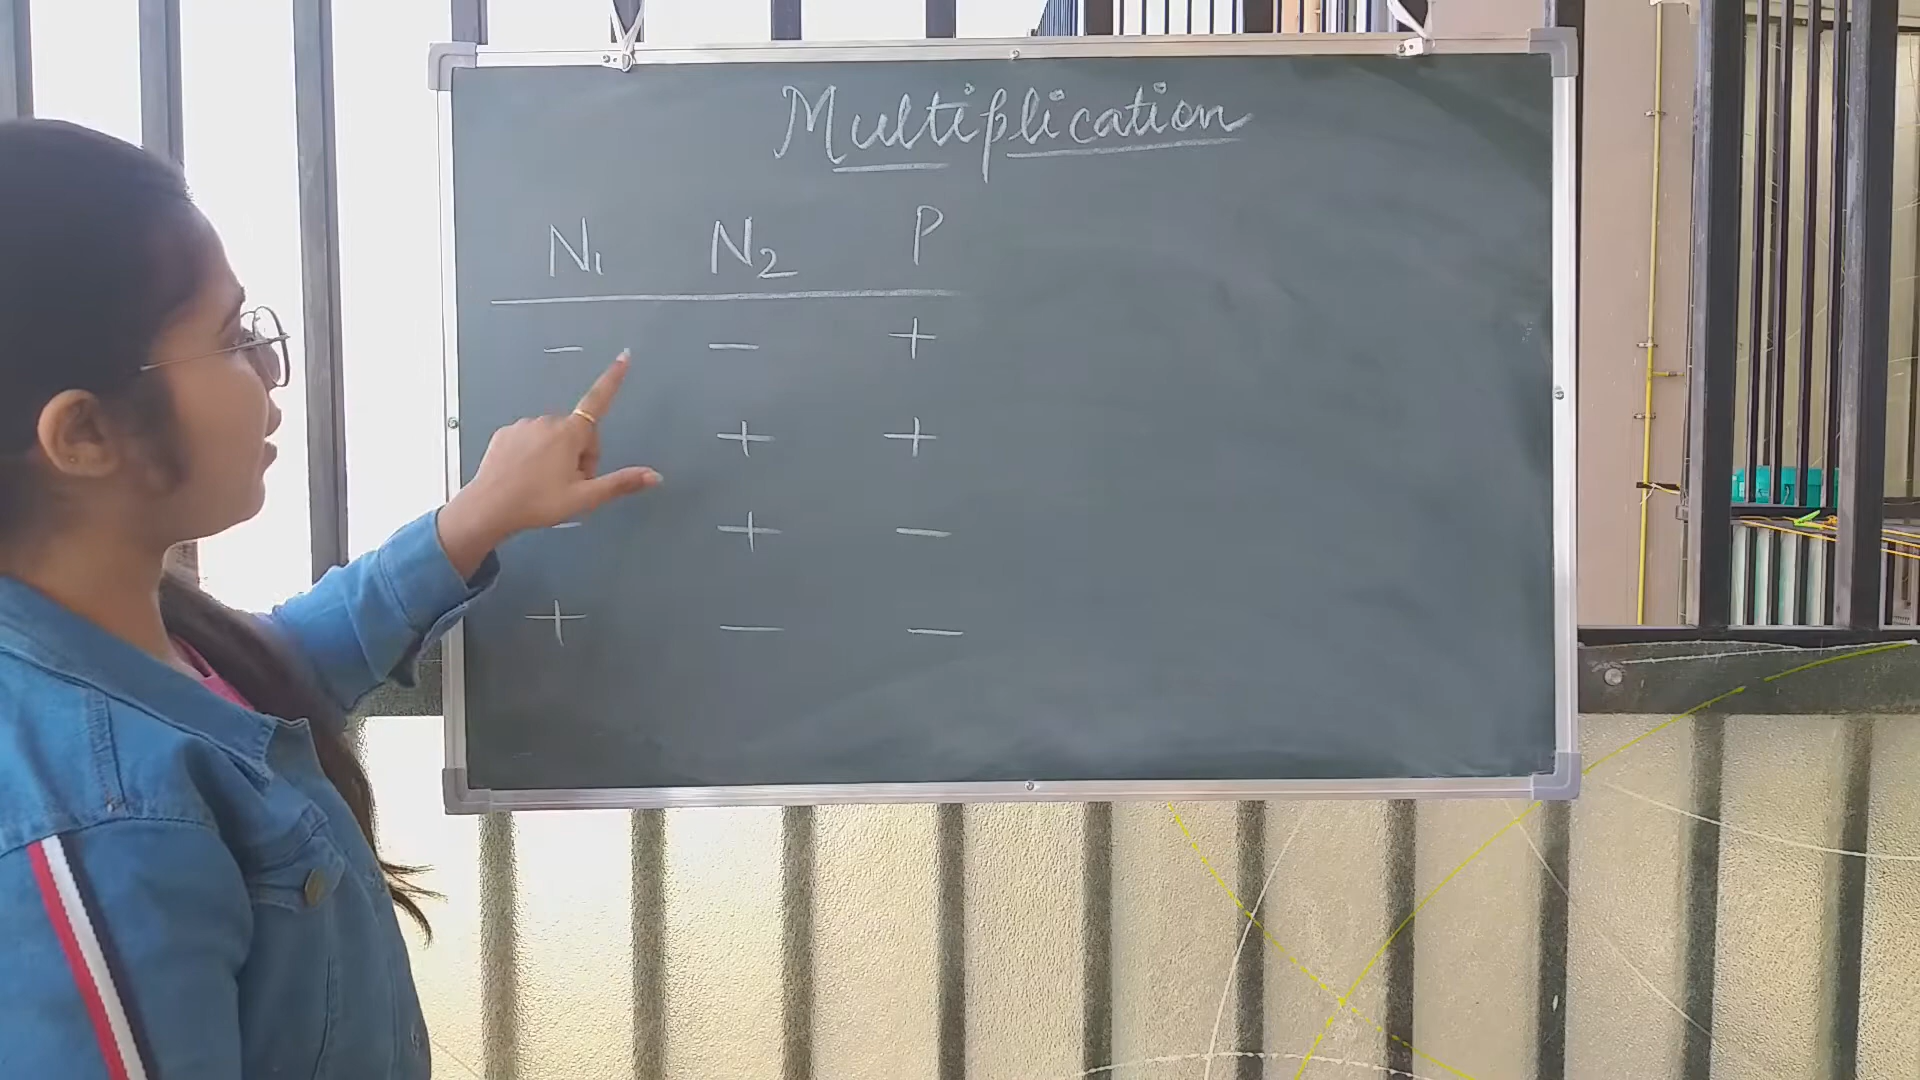 Multiplication
N₁ N₂ P
- - +
+ +
- + -
+ - -